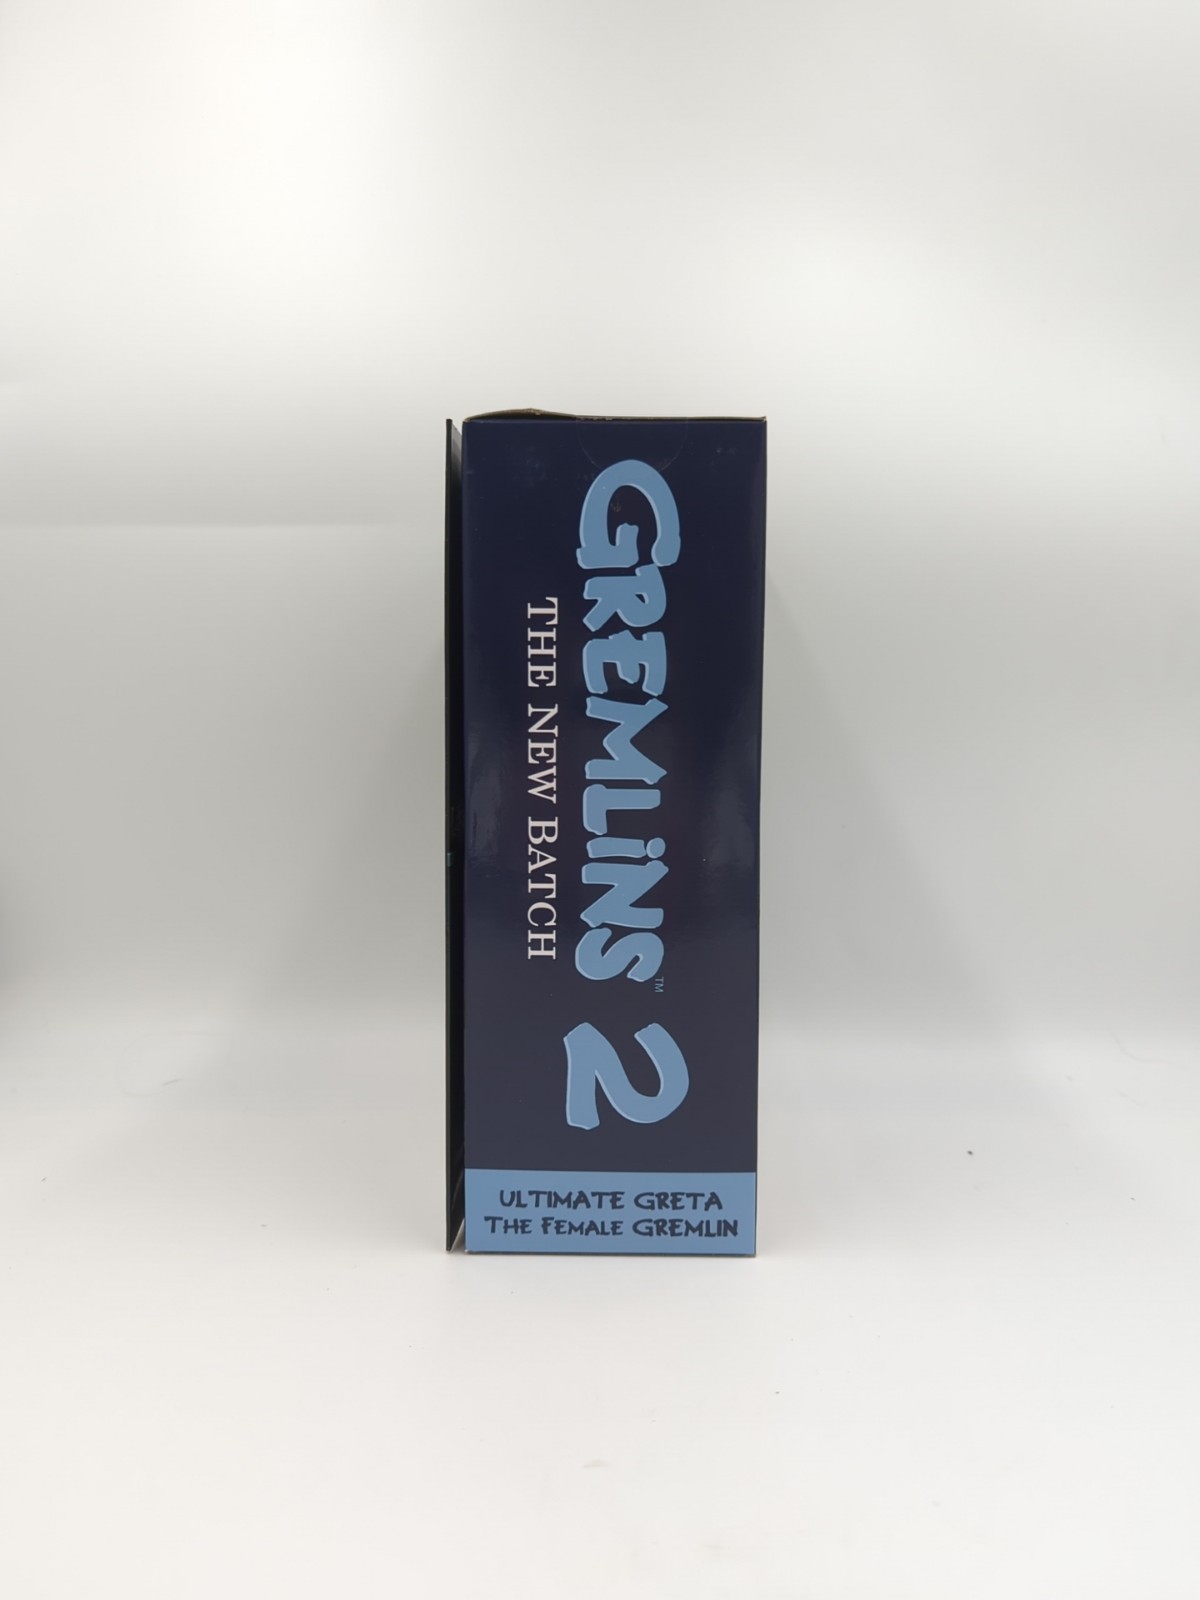 GREMLiNS™ 2
THE NEW BATCH
ULTIMATE GRETA
THE FEMALE GREMLIN